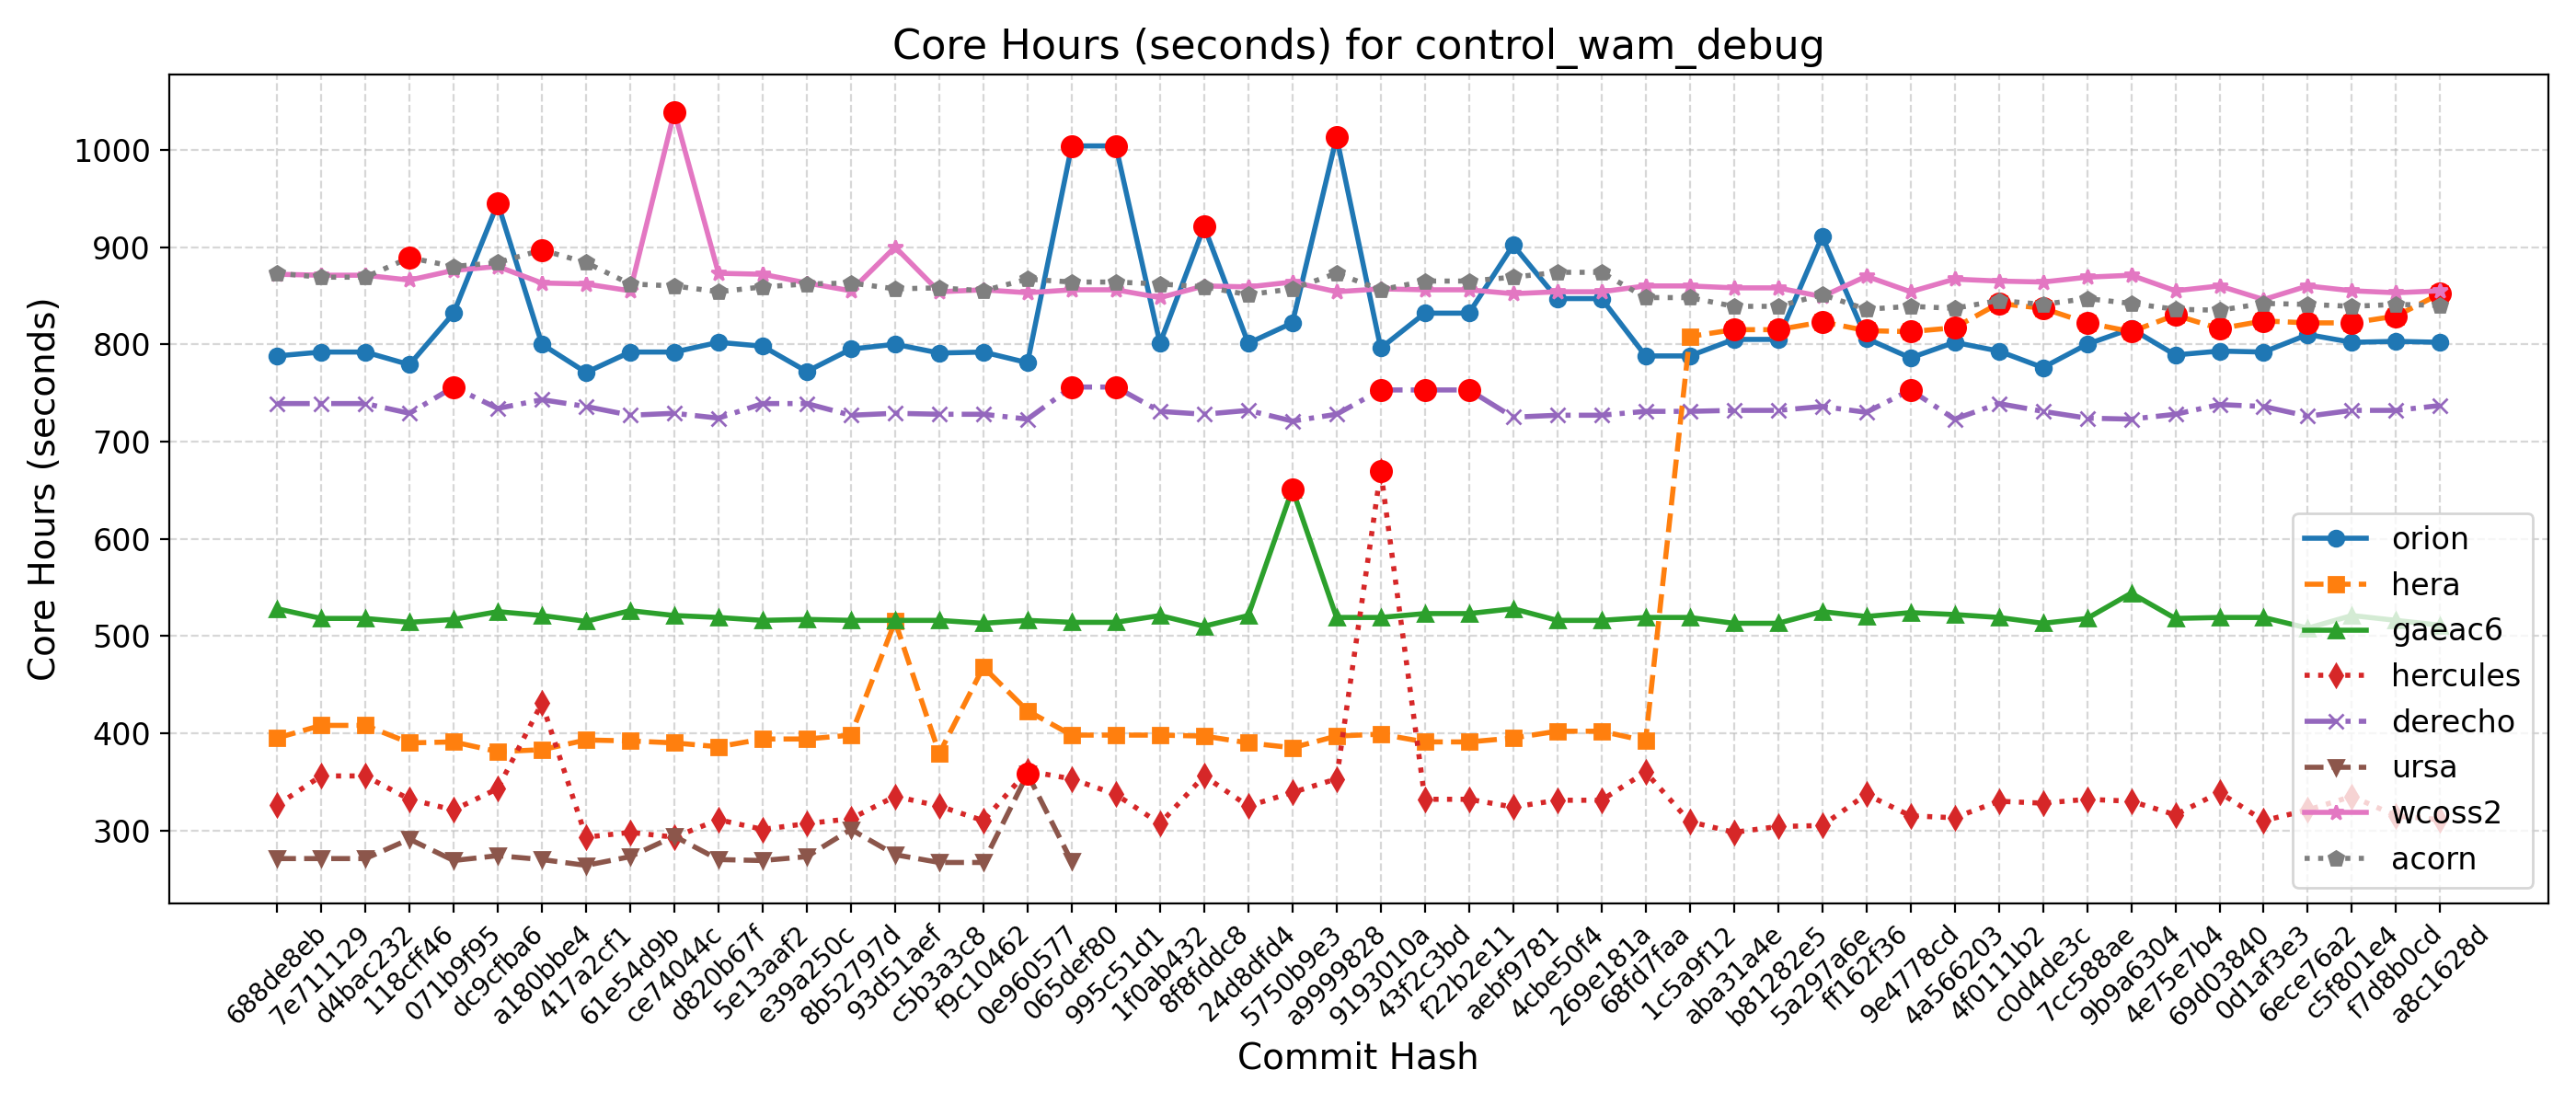 Core Hours (seconds) for control_wam_debug
Core Hours (seconds)
1000
900
800
700
600
500
400
300
orion
hera
gaeac6
hercules
derecho
ursa
wcoss2
acorn
688de8eb
7e711129
d4bac232
118cff46
071b9f95
dc9cfba6
a180bbe4
417a2cf1
61e54d9b
ce74044c
d820b67f
5e13aaf2
e39a250c
8b52797d
93d51aef
c5b3a3c8
f9c10462
0e960577
065def80
995c51d1
1f0ab432
8f8fddc8
24d8dfd4
5750b9e3
a9999828
9193010a
43f2c3bd
f22b2e11
aebf9781
4cbe50f4
269e181a
68fd7faa
1c5a9f12
aba31a4e
b81282e5
5a297a6e
ff162f36
9e4778cd
4a566203
4f0111b2
c0d4de3c
7cc588ae
9b9a6304
4e75e7b4
69d03840
0d1af3e3
6ece76a2
c5f801e4
f7d8b0cd
a8c1628d
Commit Hash